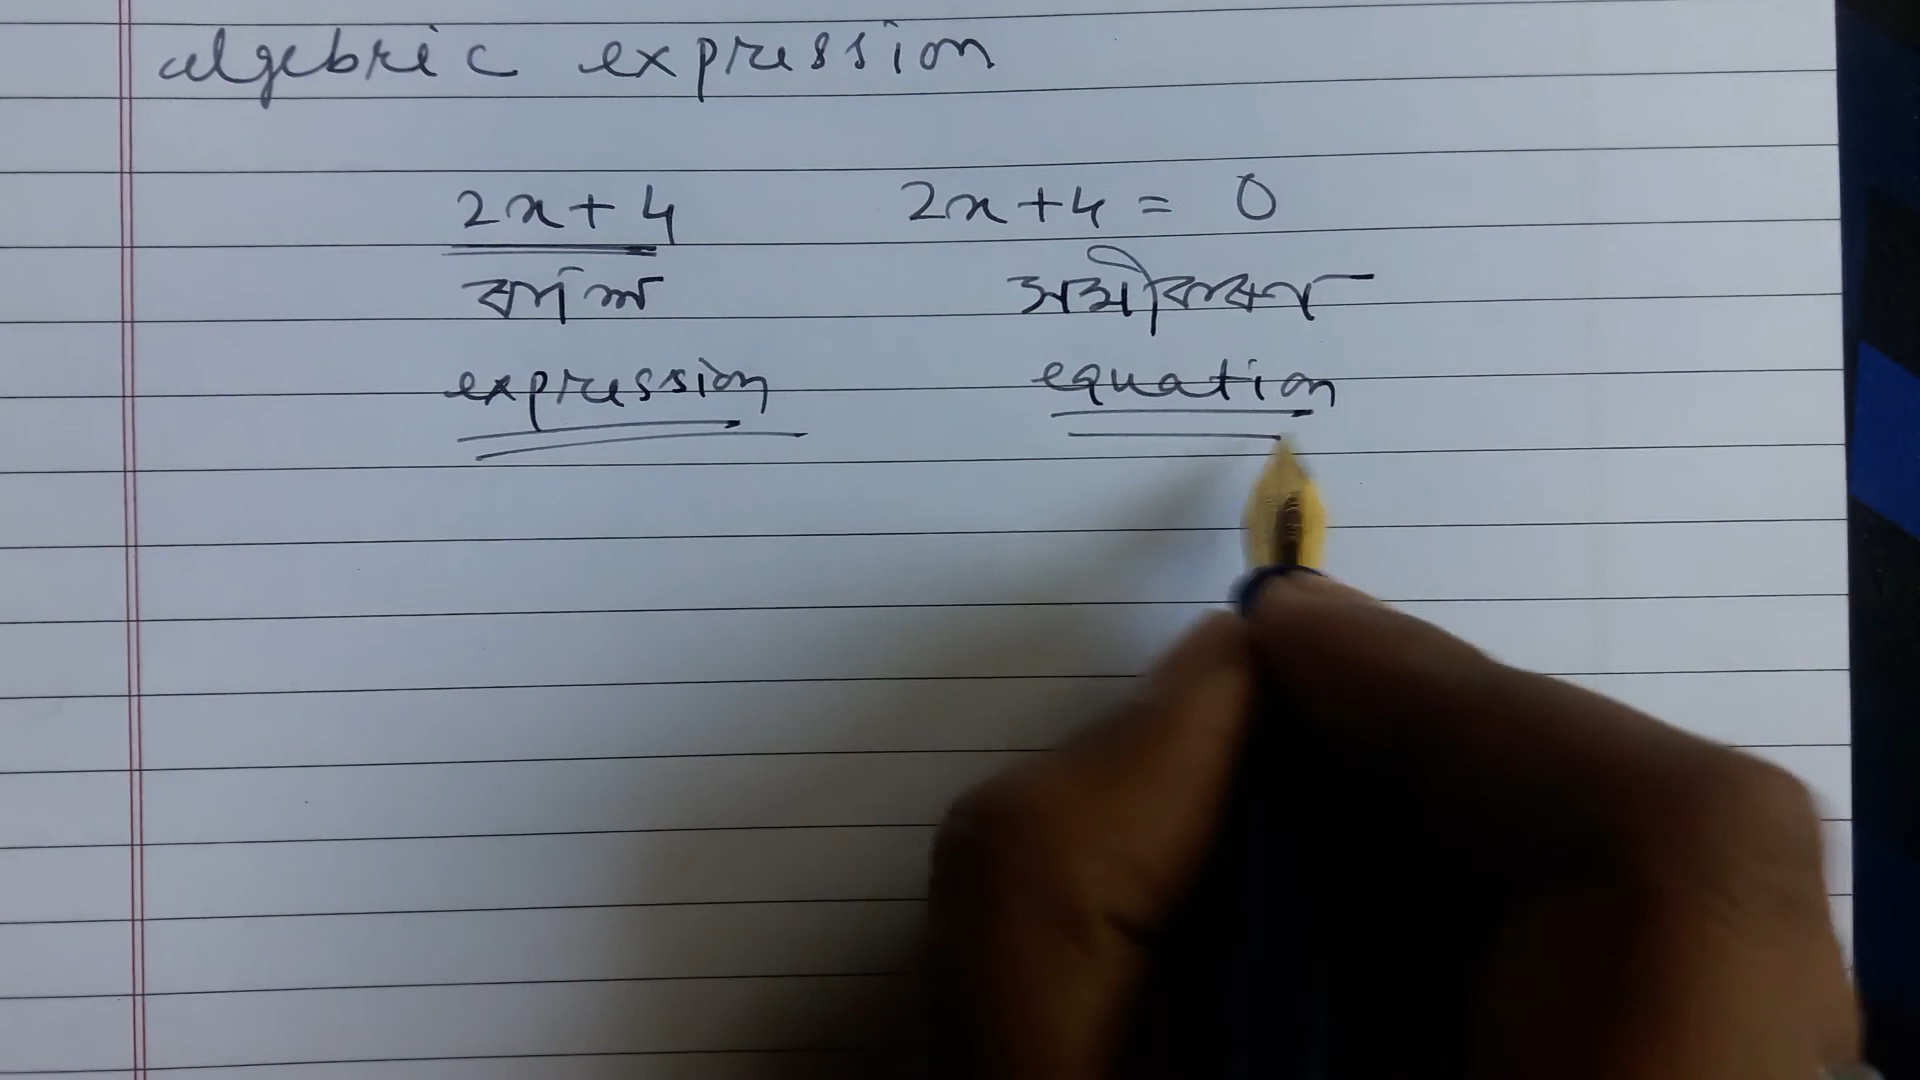 algebric expression
2x+4 2x+4 = 0
সমীকরণ
expression equation